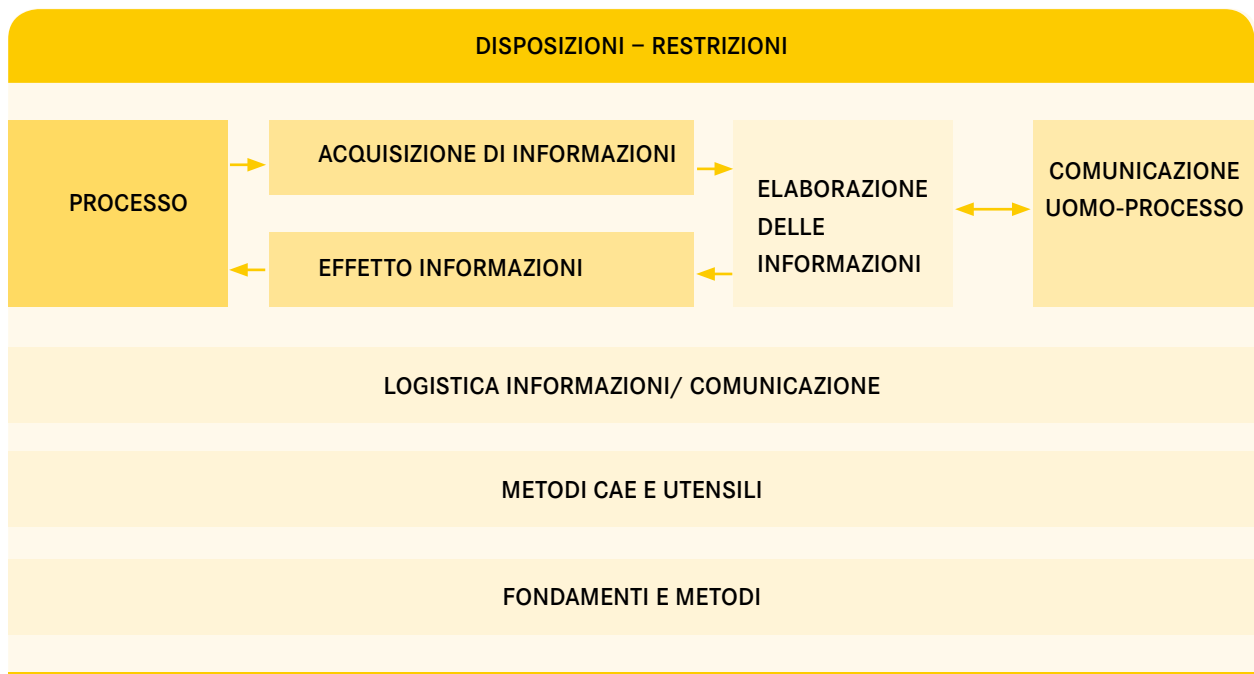 DISPOSIZIONI – RESTRIZIONI
PROCESSO
ACQUISIZIONE DI INFORMAZIONI
EFFETTO INFORMAZIONI
ELABORAZIONE
DELLE
INFORMAZIONI
COMUNICAZIONE
UOMO-PROCESSO
LOGISTICA INFORMAZIONI/ COMUNICAZIONE
METODI CAE E UTENSILI
FONDAMENTI E METODI